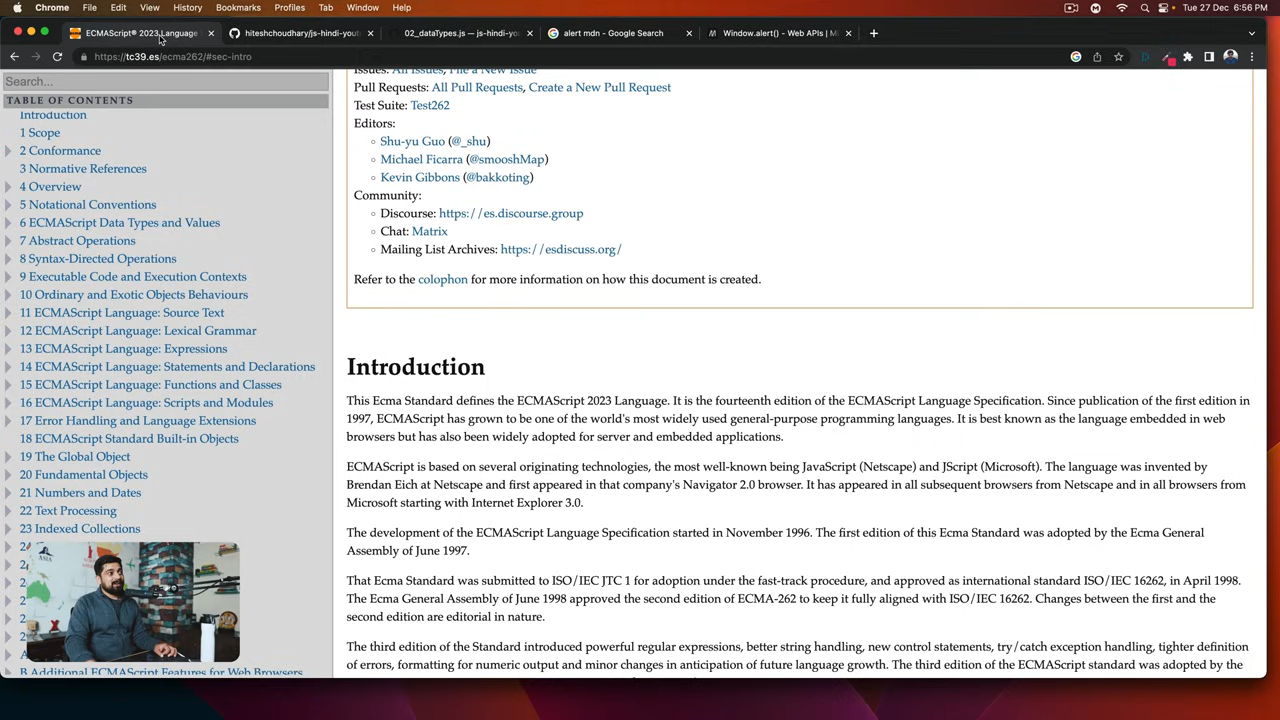 Chrome File Edit View History Bookmarks Profiles Tab Window Help
Tue 27 Dec 6:56 PM
ECMAScript® 2023 Language
hiteshchoudhary/js-hindi-yout
02_dataTypes.js — js-hindi-yo
alert mdn - Google Search
Window.alert() - Web APIs | M
https://tc39.es/ecma262/#sec-intro
Search...
TABLE OF CONTENTS
Introduction
1 Scope
2 Conformance
3 Normative References
4 Overview
5 Notational Conventions
6 ECMAScript Data Types and Values
7 Abstract Operations
8 Syntax-Directed Operations
9 Executable Code and Execution Contexts
10 Ordinary and Exotic Objects Behaviours
11 ECMAScript Language: Source Text
12 ECMAScript Language: Lexical Grammar
13 ECMAScript Language: Expressions
14 ECMAScript Language: Statements and Declarations
15 ECMAScript Language: Functions and Classes
16 ECMAScript Language: Scripts and Modules
17 Error Handling and Language Extensions
18 ECMAScript Standard Built-in Objects
19 The Global Object
20 Fundamental Objects
21 Numbers and Dates
22 Text Processing
23 Indexed Collections
B Additional ECMAScript Features for Web Browsers
Issues: All Issues, File a New Issue
Pull Requests: All Pull Requests, Create a New Pull Request
Test Suite: Test262
Editors:
Shu-yu Guo (@_shu)
Michael Ficarra (@smooshMap)
Kevin Gibbons (@bakkoting)
Community:
Discourse: https://es.discourse.group
Chat: Matrix
Mailing List Archives: https://esdiscuss.org/
Refer to the colophon for more information on how this document is created.
Introduction
This Ecma Standard defines the ECMAScript 2023 Language. It is the fourteenth edition of the ECMAScript Language Specification. Since publication of the first edition in
1997, ECMAScript has grown to be one of the world's most widely used general-purpose programming languages. It is best known as the language embedded in web
browsers but has also been widely adopted for server and embedded applications.
ECMAScript is based on several originating technologies, the most well-known being JavaScript (Netscape) and JScript (Microsoft). The language was invented by
Brendan Eich at Netscape and first appeared in that company's Navigator 2.0 browser. It has appeared in all subsequent browsers from Netscape and in all browsers from
Microsoft starting with Internet Explorer 3.0.
The development of the ECMAScript Language Specification started in November 1996. The first edition of this Ecma Standard was adopted by the Ecma General
Assembly of June 1997.
That Ecma Standard was submitted to ISO/IEC JTC 1 for adoption under the fast-track procedure, and approved as international standard ISO/IEC 16262, in April 1998.
The Ecma General Assembly of June 1998 approved the second edition of ECMA-262 to keep it fully aligned with ISO/IEC 16262. Changes between the first and the
second edition are editorial in nature.
The third edition of the Standard introduced powerful regular expressions, better string handling, new control statements, try/catch exception handling, tighter definition
of errors, formatting for numeric output and minor changes in anticipation of future language growth. The third edition of the ECMAScript standard was adopted by the